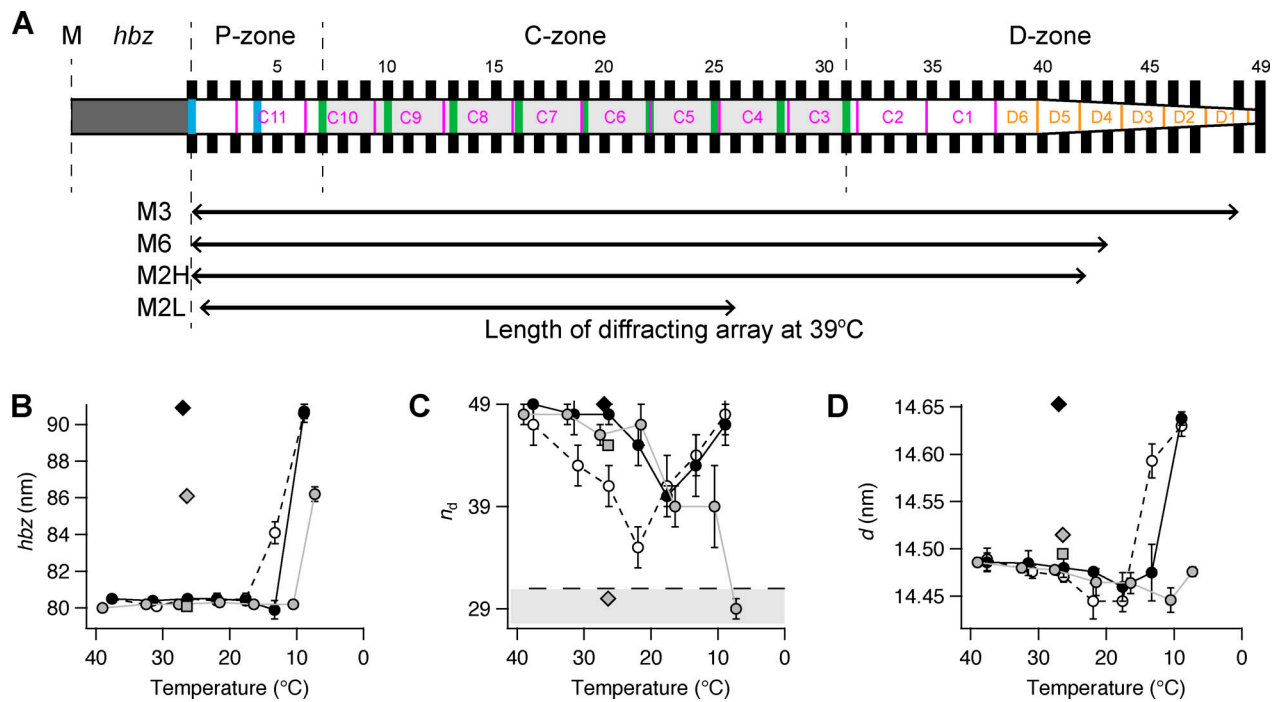 A
M hbz P-zone C-zone D-zone
5 10 15 20 25 30 35 40 45 49
C11 C10 C9 C8 C7 C6 C5 C4 C3 C2 C1 D6 D5 D4 D3 D2 D1
M3
M6
M2H
M2L
Length of diffracting array at 39°C
B
hbz (nm)
90
88
86
84
82
80
40 30 20 10 0
Temperature (°C)
C
nd
49
39
29
40 30 20 10 0
Temperature (°C)
D
d (nm)
14.65
14.60
14.55
14.50
14.45
40 30 20 10 0
Temperature (°C)